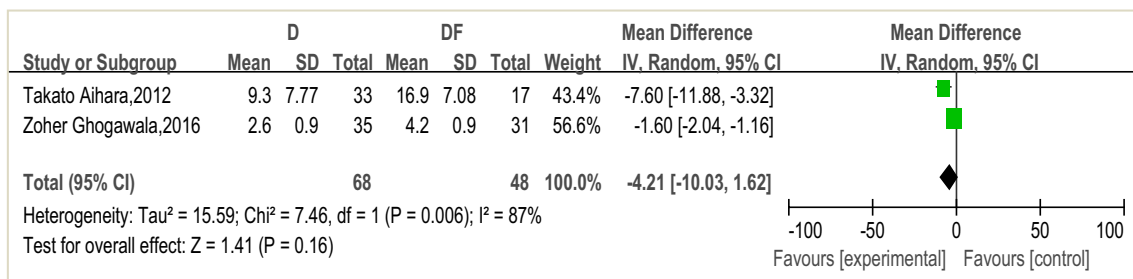 D DF Mean Difference Mean Difference
Study or Subgroup Mean SD Total Mean SD Total Weight IV, Random, 95% CI IV, Random, 95% CI
Takato Aihara,2012 9.3 7.77 33 16.9 7.08 17 43.4% -7.60 [-11.88, -3.32]
Zoher Ghogawala,2016 2.6 0.9 35 4.2 0.9 31 56.6% -1.60 [-2.04, -1.16]
Total (95% CI) 68 48 100.0% -4.21 [-10.03, 1.62]
Heterogeneity: Tau² = 15.59; Chi² = 7.46, df = 1 (P = 0.006); I² = 87%
Test for overall effect: Z = 1.41 (P = 0.16)
-100 -50 0 50 100
Favours [experimental] Favours [control]